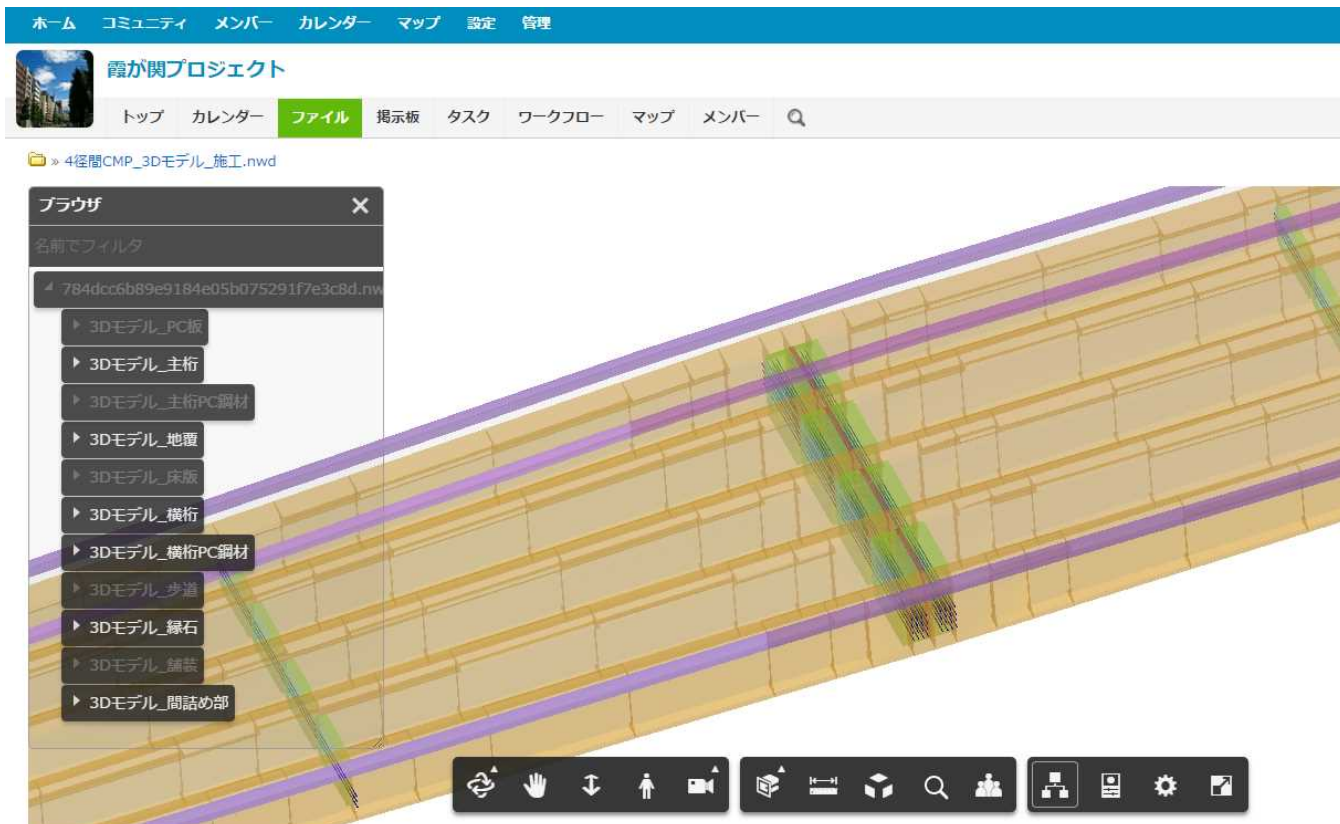 ホーム コミュニティ メンバー カレンダー マップ 設定 管理
霞が関プロジェクト
トップ カレンダー ファイル 掲示板 タスク ワークフロー マップ メンバー
» 4径間CMP_3Dモデル_施工.nwd
ブラウザ
名前でフィルタ
784dcc6b89e9184e05b075291f7e3c8d.nw
3Dモデル_PC板
3Dモデル_主桁
3Dモデル_主桁PC鋼材
3Dモデル_地覆
3Dモデル_床版
3Dモデル_横桁
3Dモデル_横桁PC鋼材
3Dモデル_歩道
3Dモデル_縁石
3Dモデル_舗装
3Dモデル_間詰め部